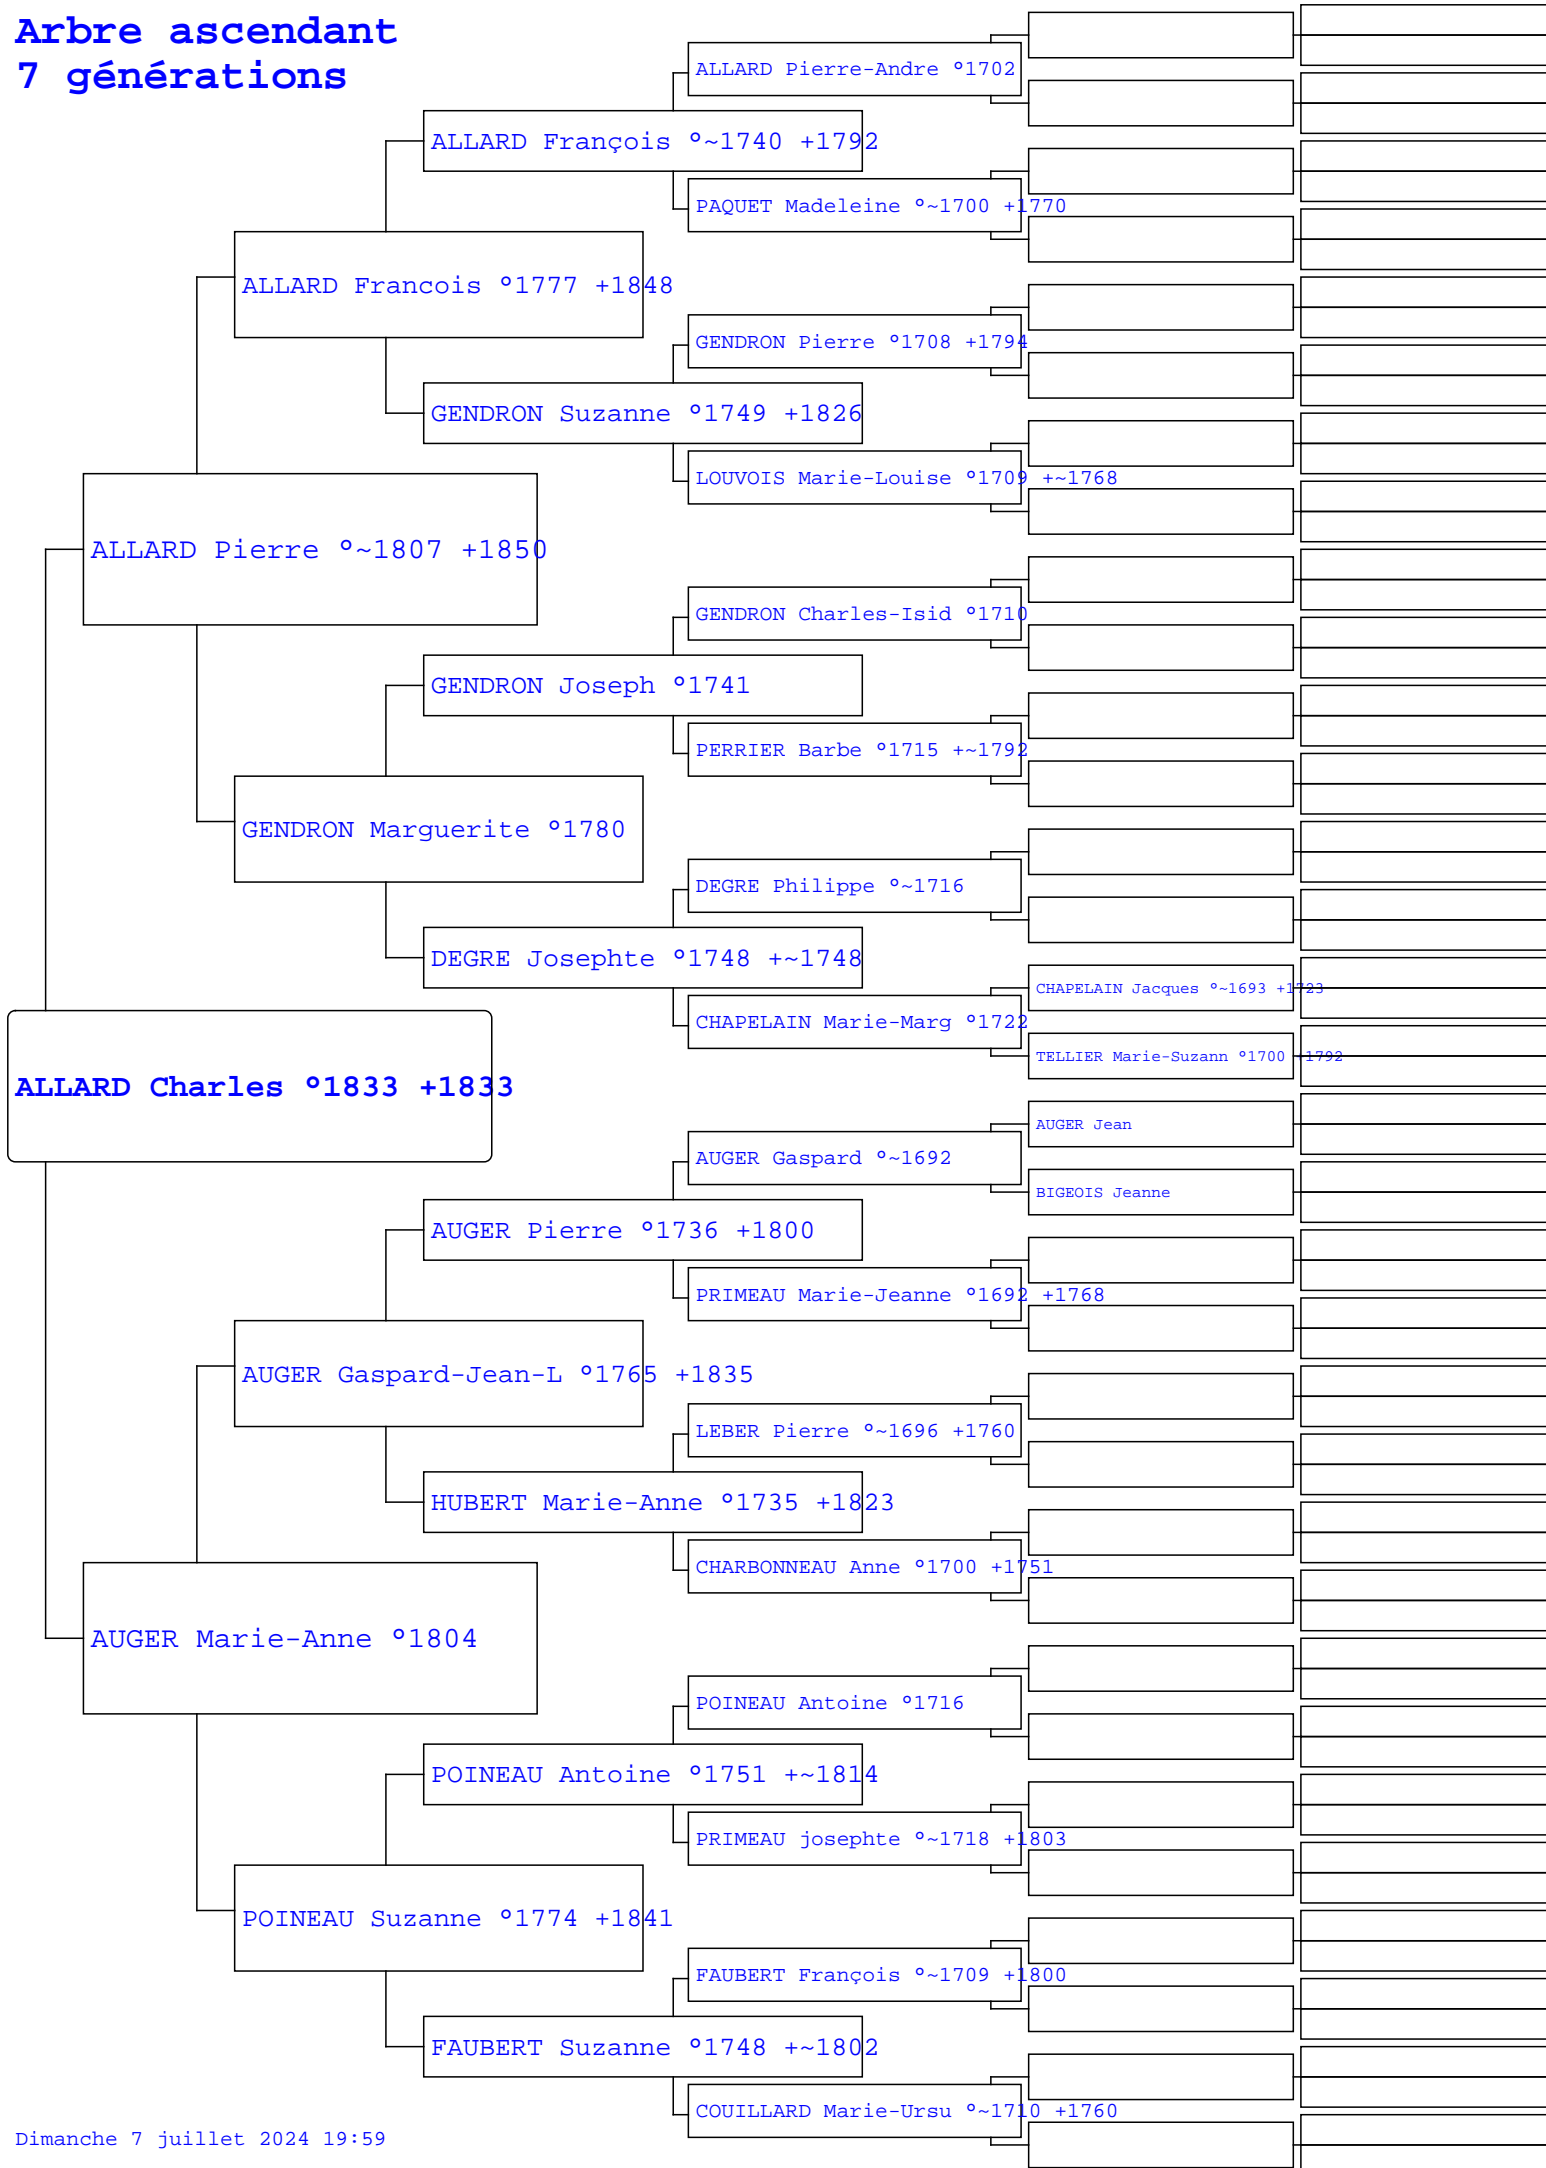 Arbre ascendant
7 générations
ALLARD Pierre-Andre °1702
ALLARD François °~1740 +1792
PAQUET Madeleine °~1700 +1770
ALLARD Francois °1777 +1848
GENDRON Pierre °1708 +1794
GENDRON Suzanne °1749 +1826
LOUVOIS Marie-Louise °1709 +~1768
ALLARD Pierre °~1807 +1850
GENDRON Charles-Isid °1710
GENDRON Joseph °1741
PERRIER Barbe °1715 +~1792
GENDRON Marguerite °1780
DEGRE Philippe °~1716
DEGRE Josephte °1748 +~1748
CHAPELAIN Jacques °~1693 +1723
CHAPELAIN Marie-Marg °1722
TELLIER Marie-Suzann °1700 +1792
ALLARD Charles °1833 +1833
AUGER Jean
AUGER Gaspard °~1692
BIGEOIS Jeanne
AUGER Pierre °1736 +1800
PRIMEAU Marie-Jeanne °1692 +1768
AUGER Gaspard-Jean-L °1765 +1835
LEBER Pierre °~1696 +1760
HUBERT Marie-Anne °1735 +1823
CHARBONNEAU Anne °1700 +1751
AUGER Marie-Anne °1804
POINEAU Antoine °1716
POINEAU Antoine °1751 +~1814
PRIMEAU josephte °~1718 +1803
POINEAU Suzanne °1774 +1841
FAUBERT François °~1709 +1800
FAUBERT Suzanne °1748 +~1802
COUILLARD Marie-Ursu °~1710 +1760
Dimanche 7 juillet 2024 19:59